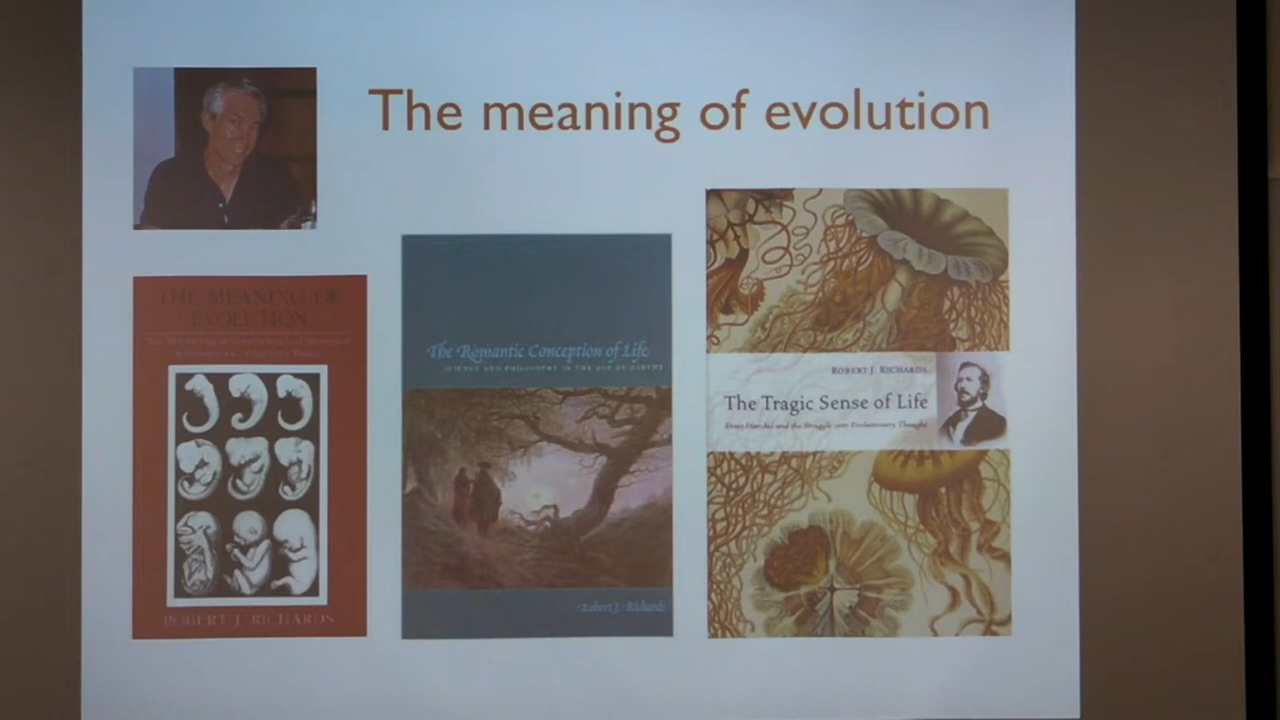 The meaning of evolution
THE MEANING OF
EVOLUTION
ROBERT J. RICHARDS
The Romantic Conception of Life
SCIENCE AND PHILOSOPHY IN THE AGE OF GOETHE
Robert J. Richards
ROBERT J. RICHARDS
The Tragic Sense of Life
Ernst Haeckel and the Struggle over Evolutionary Thought